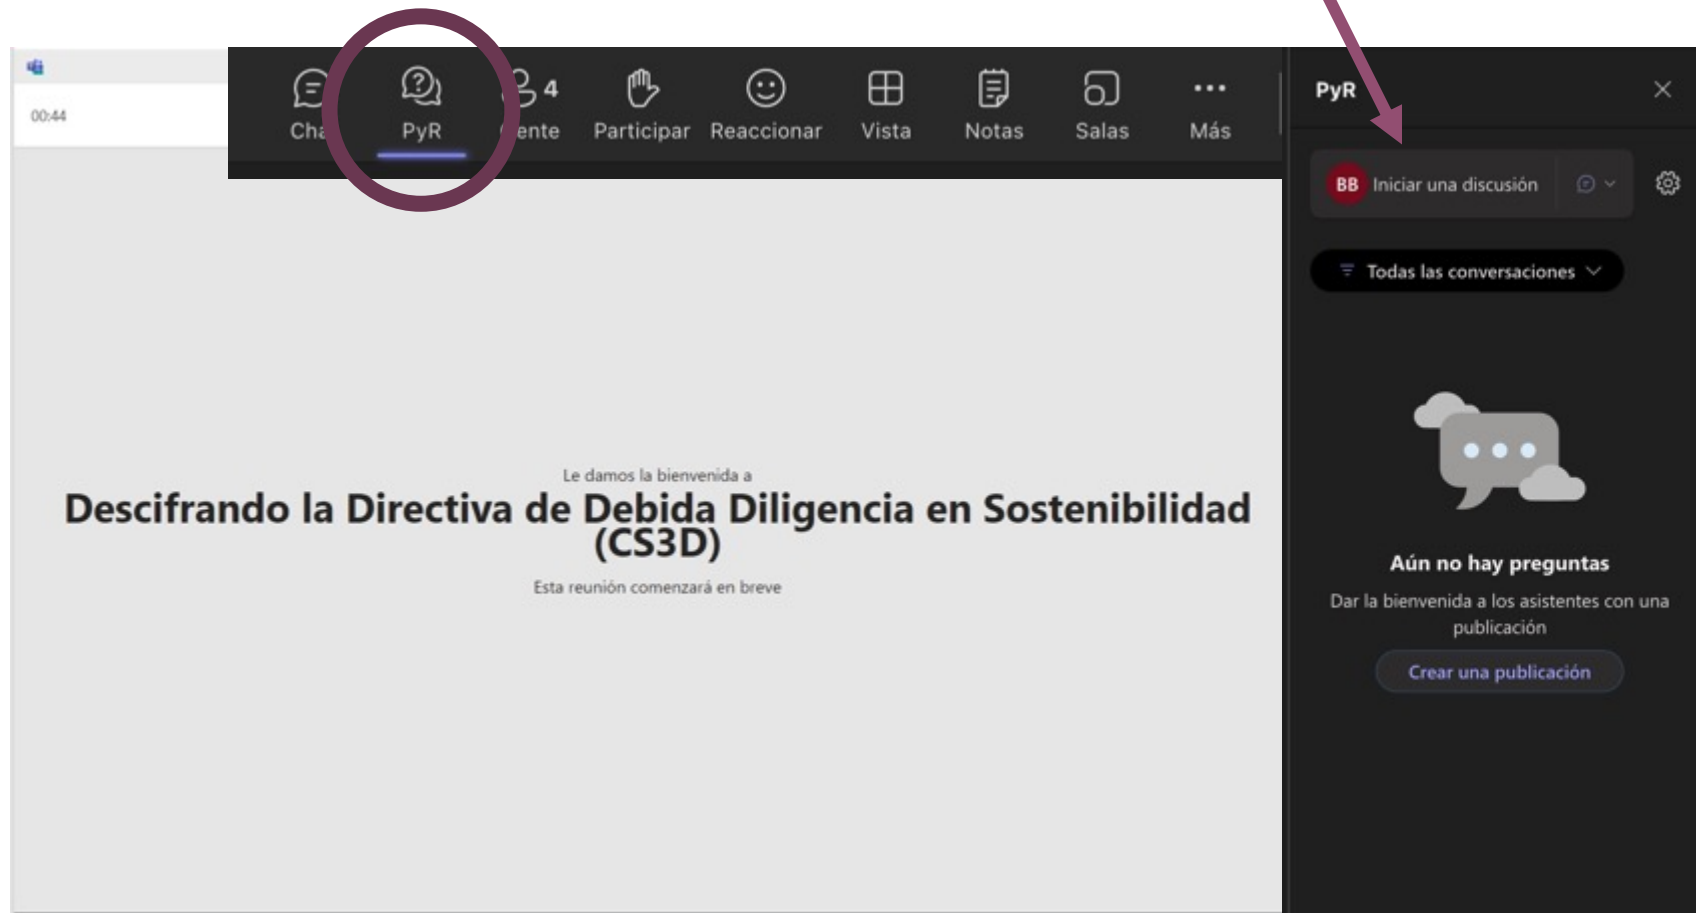 00:44
Chat PyR Gente 4 Participar Reaccionar Vista Notas Salas Más
Le damos la bienvenida a
Descifrando la Directiva de Debida Diligencia en Sostenibilidad
(CS3D)
Esta reunión comenzará en breve
PyR
BB Iniciar una discusión
Todas las conversaciones
Aún no hay preguntas
Dar la bienvenida a los asistentes con una
publicación
Crear una publicación